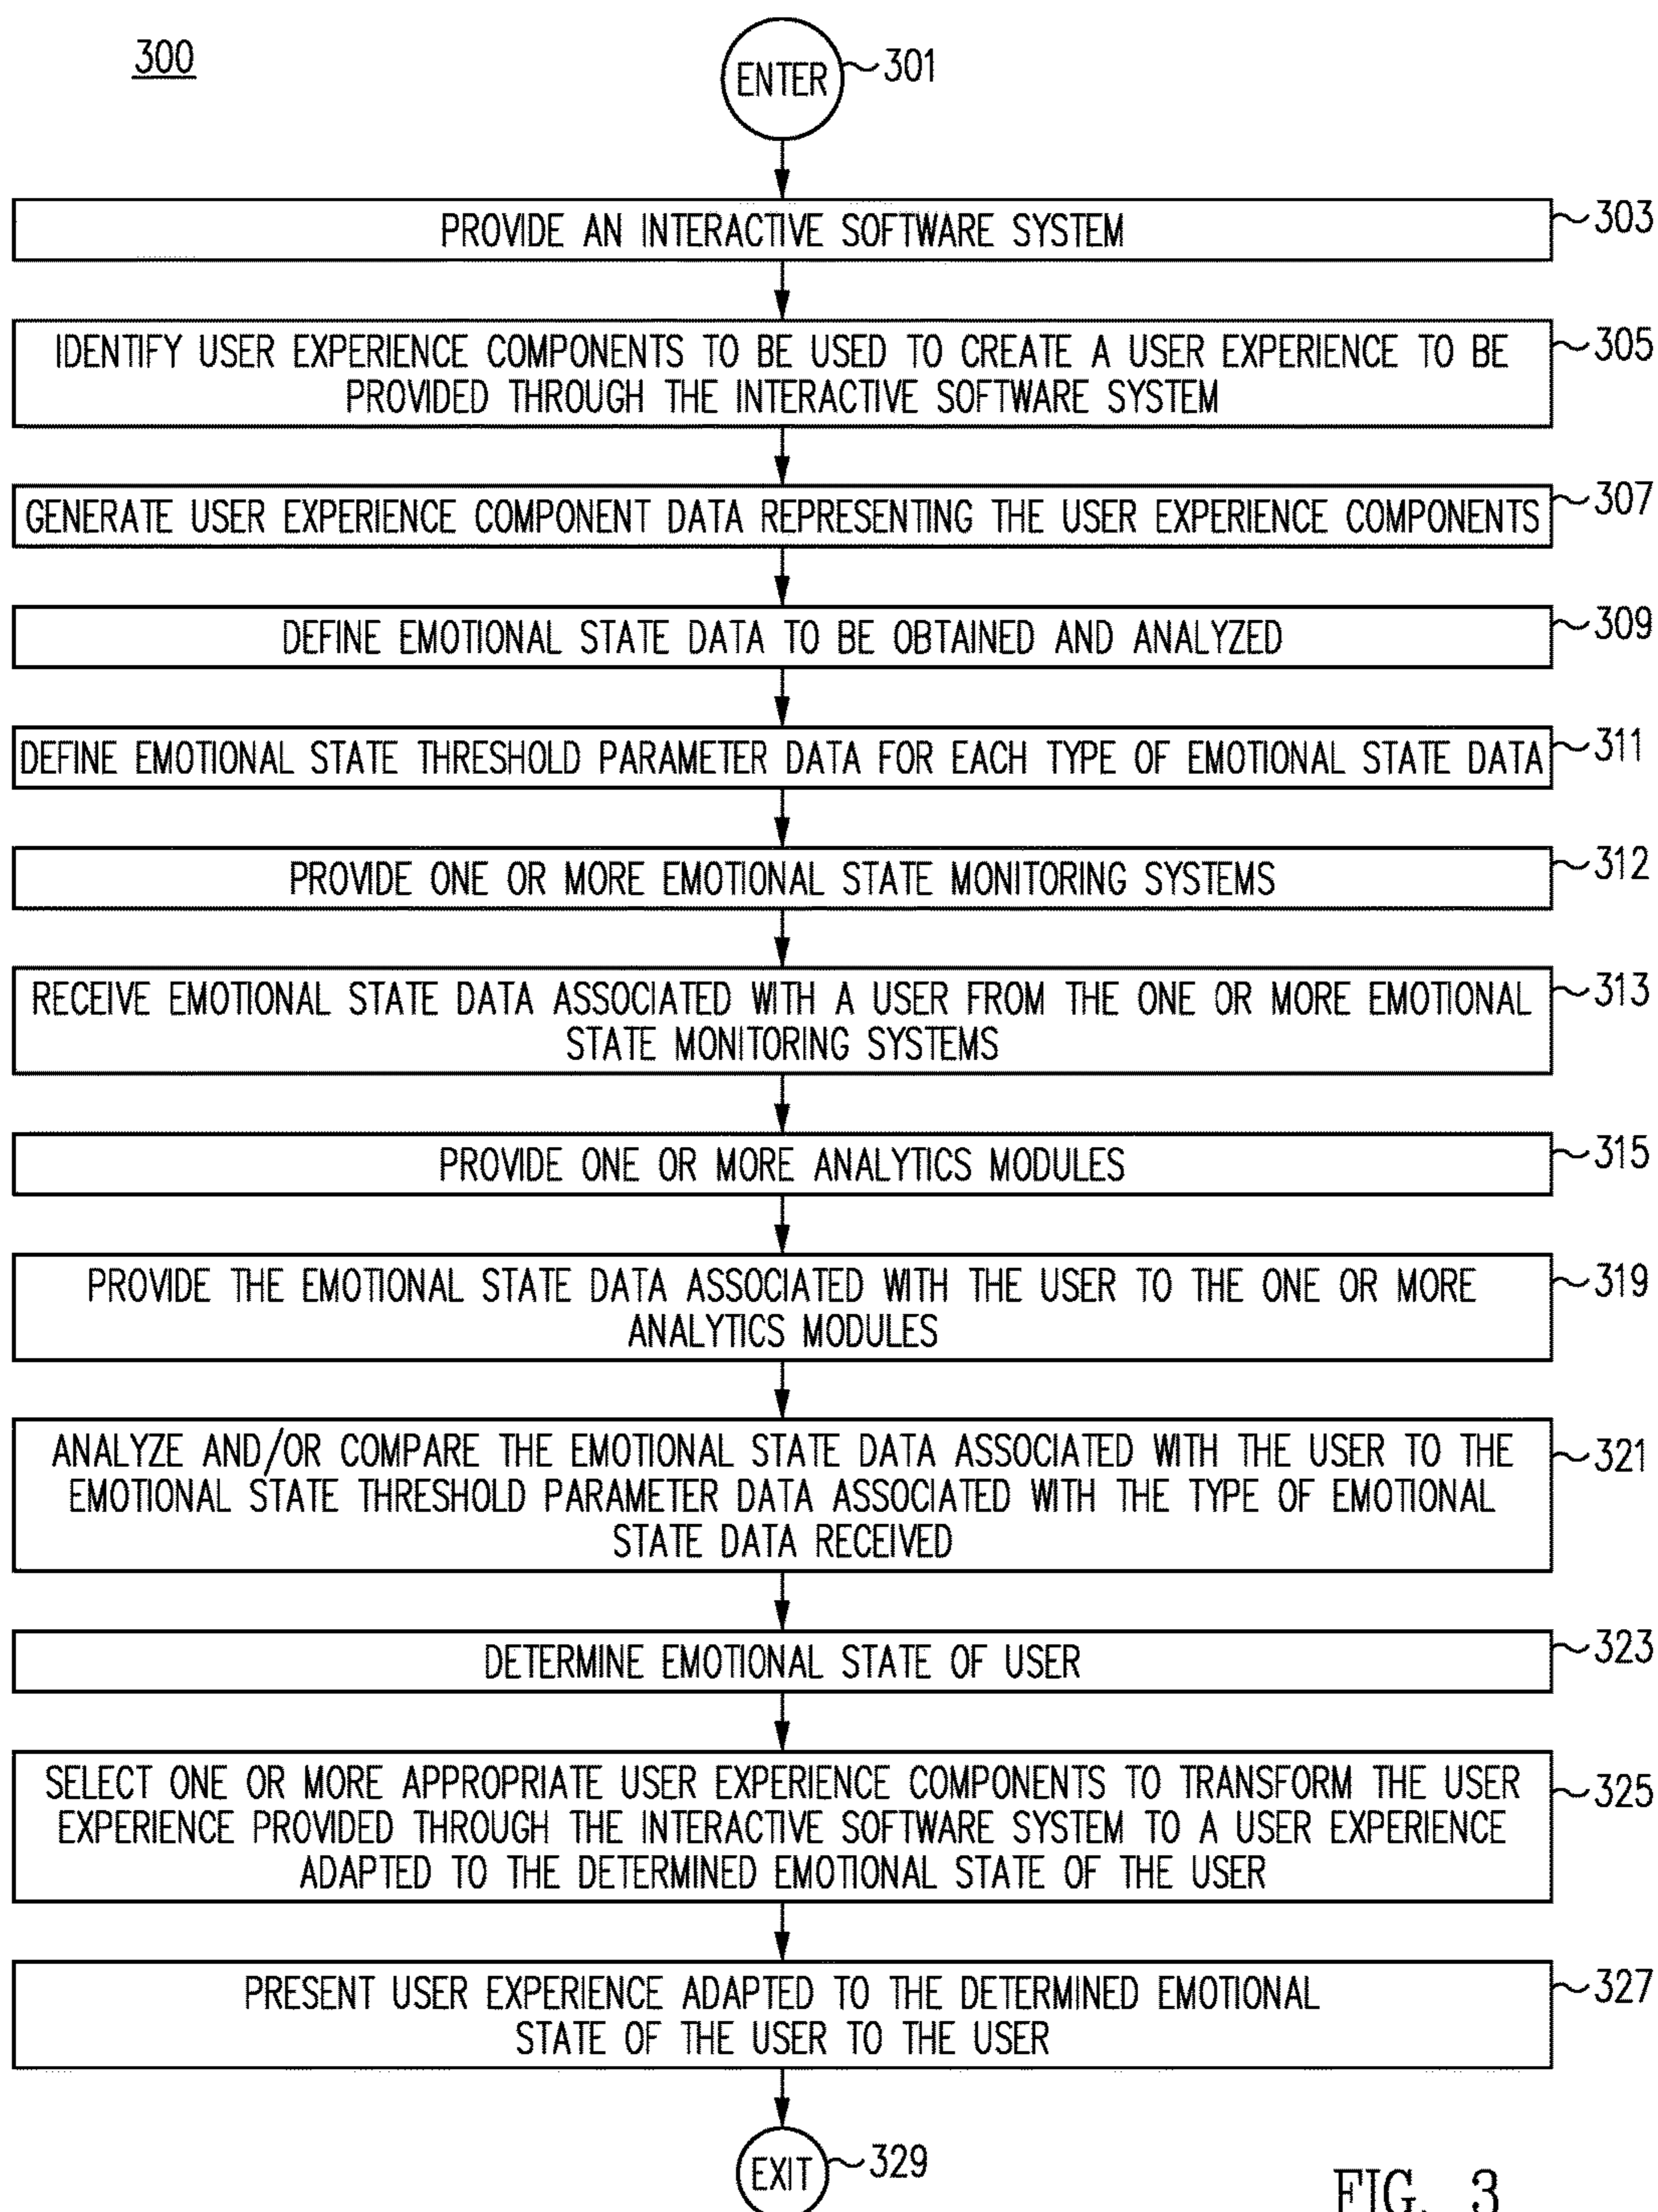 300
ENTER
301
PROVIDE AN INTERACTIVE SOFTWARE SYSTEM
303
IDENTIFY USER EXPERIENCE COMPONENTS TO BE USED TO CREATE A USER EXPERIENCE TO BE
PROVIDED THROUGH THE INTERACTIVE SOFTWARE SYSTEM
305
GENERATE USER EXPERIENCE COMPONENT DATA REPRESENTING THE USER EXPERIENCE COMPONENTS
307
DEFINE EMOTIONAL STATE DATA TO BE OBTAINED AND ANALYZED
309
DEFINE EMOTIONAL STATE THRESHOLD PARAMETER DATA FOR EACH TYPE OF EMOTIONAL STATE DATA
311
PROVIDE ONE OR MORE EMOTIONAL STATE MONITORING SYSTEMS
312
RECEIVE EMOTIONAL STATE DATA ASSOCIATED WITH A USER FROM THE ONE OR MORE EMOTIONAL
STATE MONITORING SYSTEMS
313
PROVIDE ONE OR MORE ANALYTICS MODULES
315
PROVIDE THE EMOTIONAL STATE DATA ASSOCIATED WITH THE USER TO THE ONE OR MORE
ANALYTICS MODULES
319
ANALYZE AND/OR COMPARE THE EMOTIONAL STATE DATA ASSOCIATED WITH THE USER TO THE
EMOTIONAL STATE THRESHOLD PARAMETER DATA ASSOCIATED WITH THE TYPE OF EMOTIONAL
STATE DATA RECEIVED
321
DETERMINE EMOTIONAL STATE OF USER
323
SELECT ONE OR MORE APPROPRIATE USER EXPERIENCE COMPONENTS TO TRANSFORM THE USER
EXPERIENCE PROVIDED THROUGH THE INTERACTIVE SOFTWARE SYSTEM TO A USER EXPERIENCE
ADAPTED TO THE DETERMINED EMOTIONAL STATE OF THE USER
325
PRESENT USER EXPERIENCE ADAPTED TO THE DETERMINED EMOTIONAL
STATE OF THE USER TO THE USER
327
EXIT
329
FIG. 3